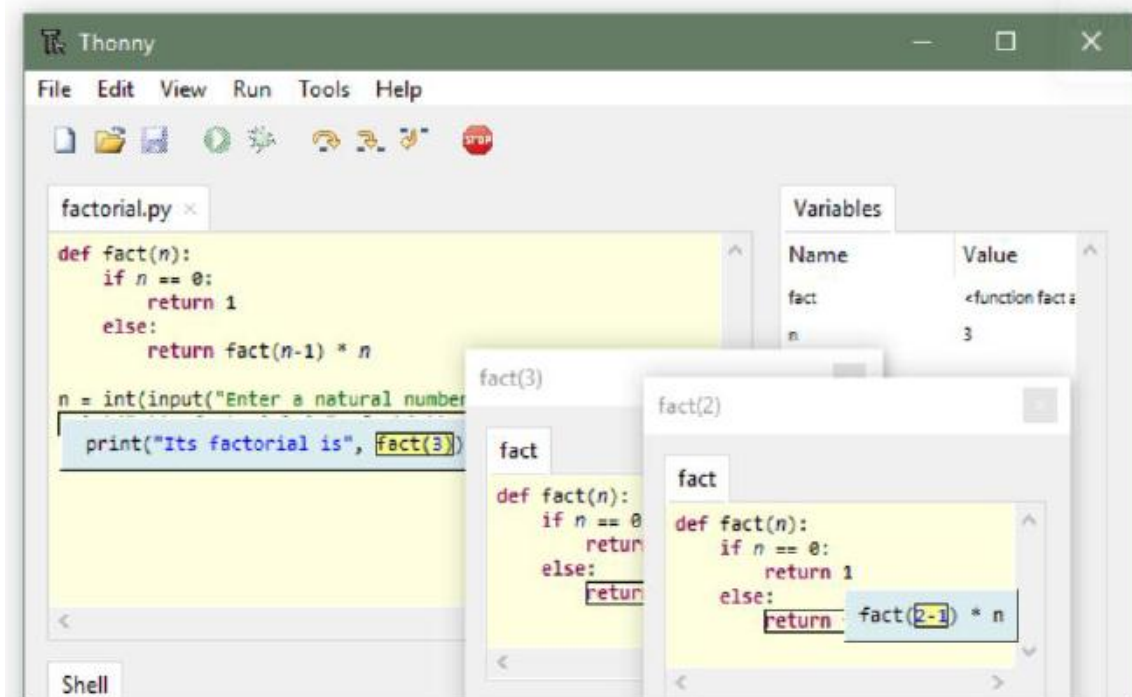 Thonny
File Edit View Run Tools Help
STOP
factorial.py
Variables
def fact(n):
    if n == 0:
        return 1
    else:
        return fact(n-1) * n
n = int(input("Enter a natural number
print("Its factorial is", fact(3))
Name Value
fact <function fact a
n 3
fact(3)
fact
def fact(n):
    if n == 0
        retur
    else:
        retur
fact(2)
fact
def fact(n):
    if n == 0:
        return 1
    else:
        return fact(2-1) * n
Shell